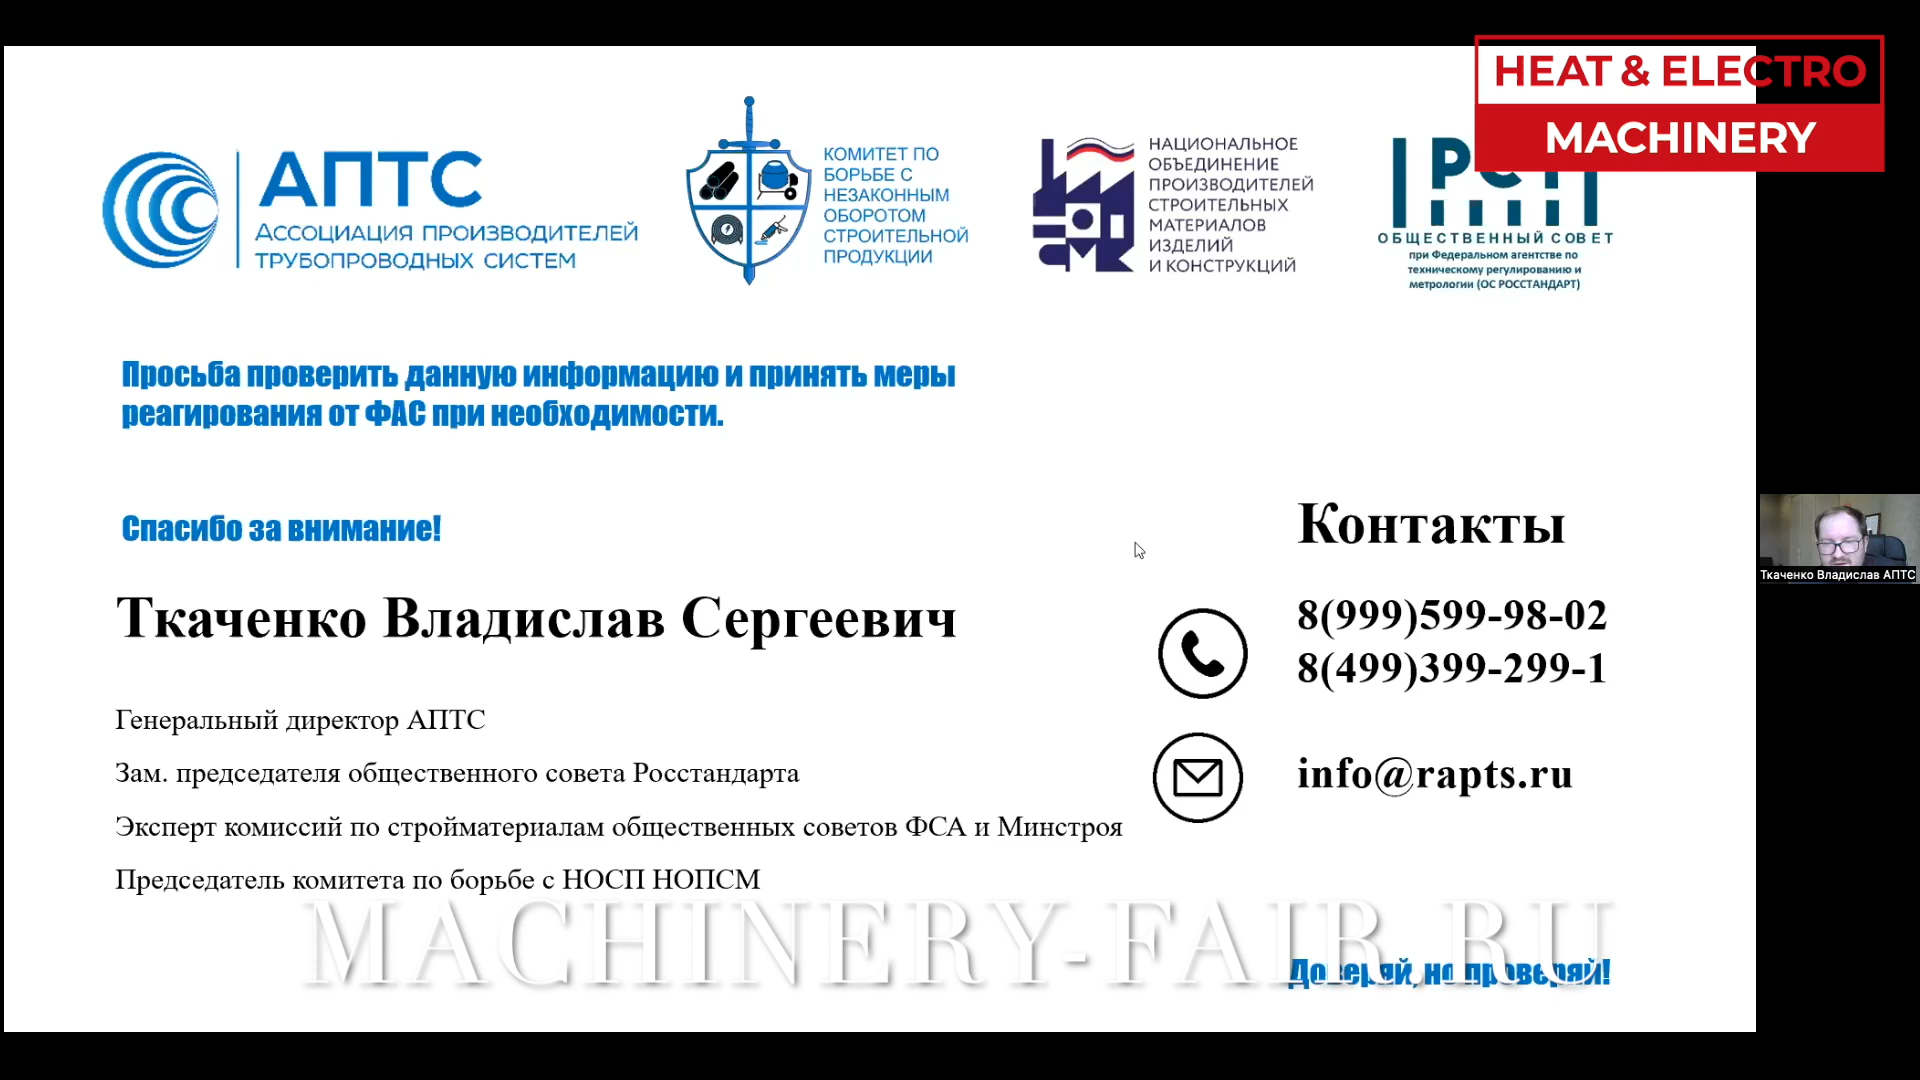 HEAT & ELECTRO
MACHINERY
АПТС
АССОЦИАЦИЯ ПРОИЗВОДИТЕЛЕЙ
ТРУБОПРОВОДНЫХ СИСТЕМ
КОМИТЕТ ПО
БОРЬБЕ С
НЕЗАКОННЫМ
ОБОРОТОМ
СТРОИТЕЛЬНОЙ
ПРОДУКЦИИ
НАЦИОНАЛЬНОЕ
ОБЪЕДИНЕНИЕ
ПРОИЗВОДИТЕЛЕЙ
СТРОИТЕЛЬНЫХ
МАТЕРИАЛОВ
ИЗДЕЛИЙ
И КОНСТРУКЦИЙ
ОБЩЕСТВЕННЫЙ СОВЕТ
при Федеральном агентстве по
техническому регулированию и
метрологии (ОС РОССТАНДАРТ)
Просьба проверить данную информацию и принять меры
реагирования от ФАС при необходимости.
Спасибо за внимание!
Ткаченко Владислав Сергеевич
Генеральный директор АПТС
Зам. председателя общественного совета Росстандарта
Эксперт комиссий по стройматериалам общественных советов ФСА и Минстроя
Председатель комитета по борьбе с НОСП НОПСМ
Контакты
8(999)599-98-02
8(499)399-299-1
info@rapts.ru
Ткаченко Владислав АПТС
MACHINERY-FAIR.RU
Доверяй, но проверяй!